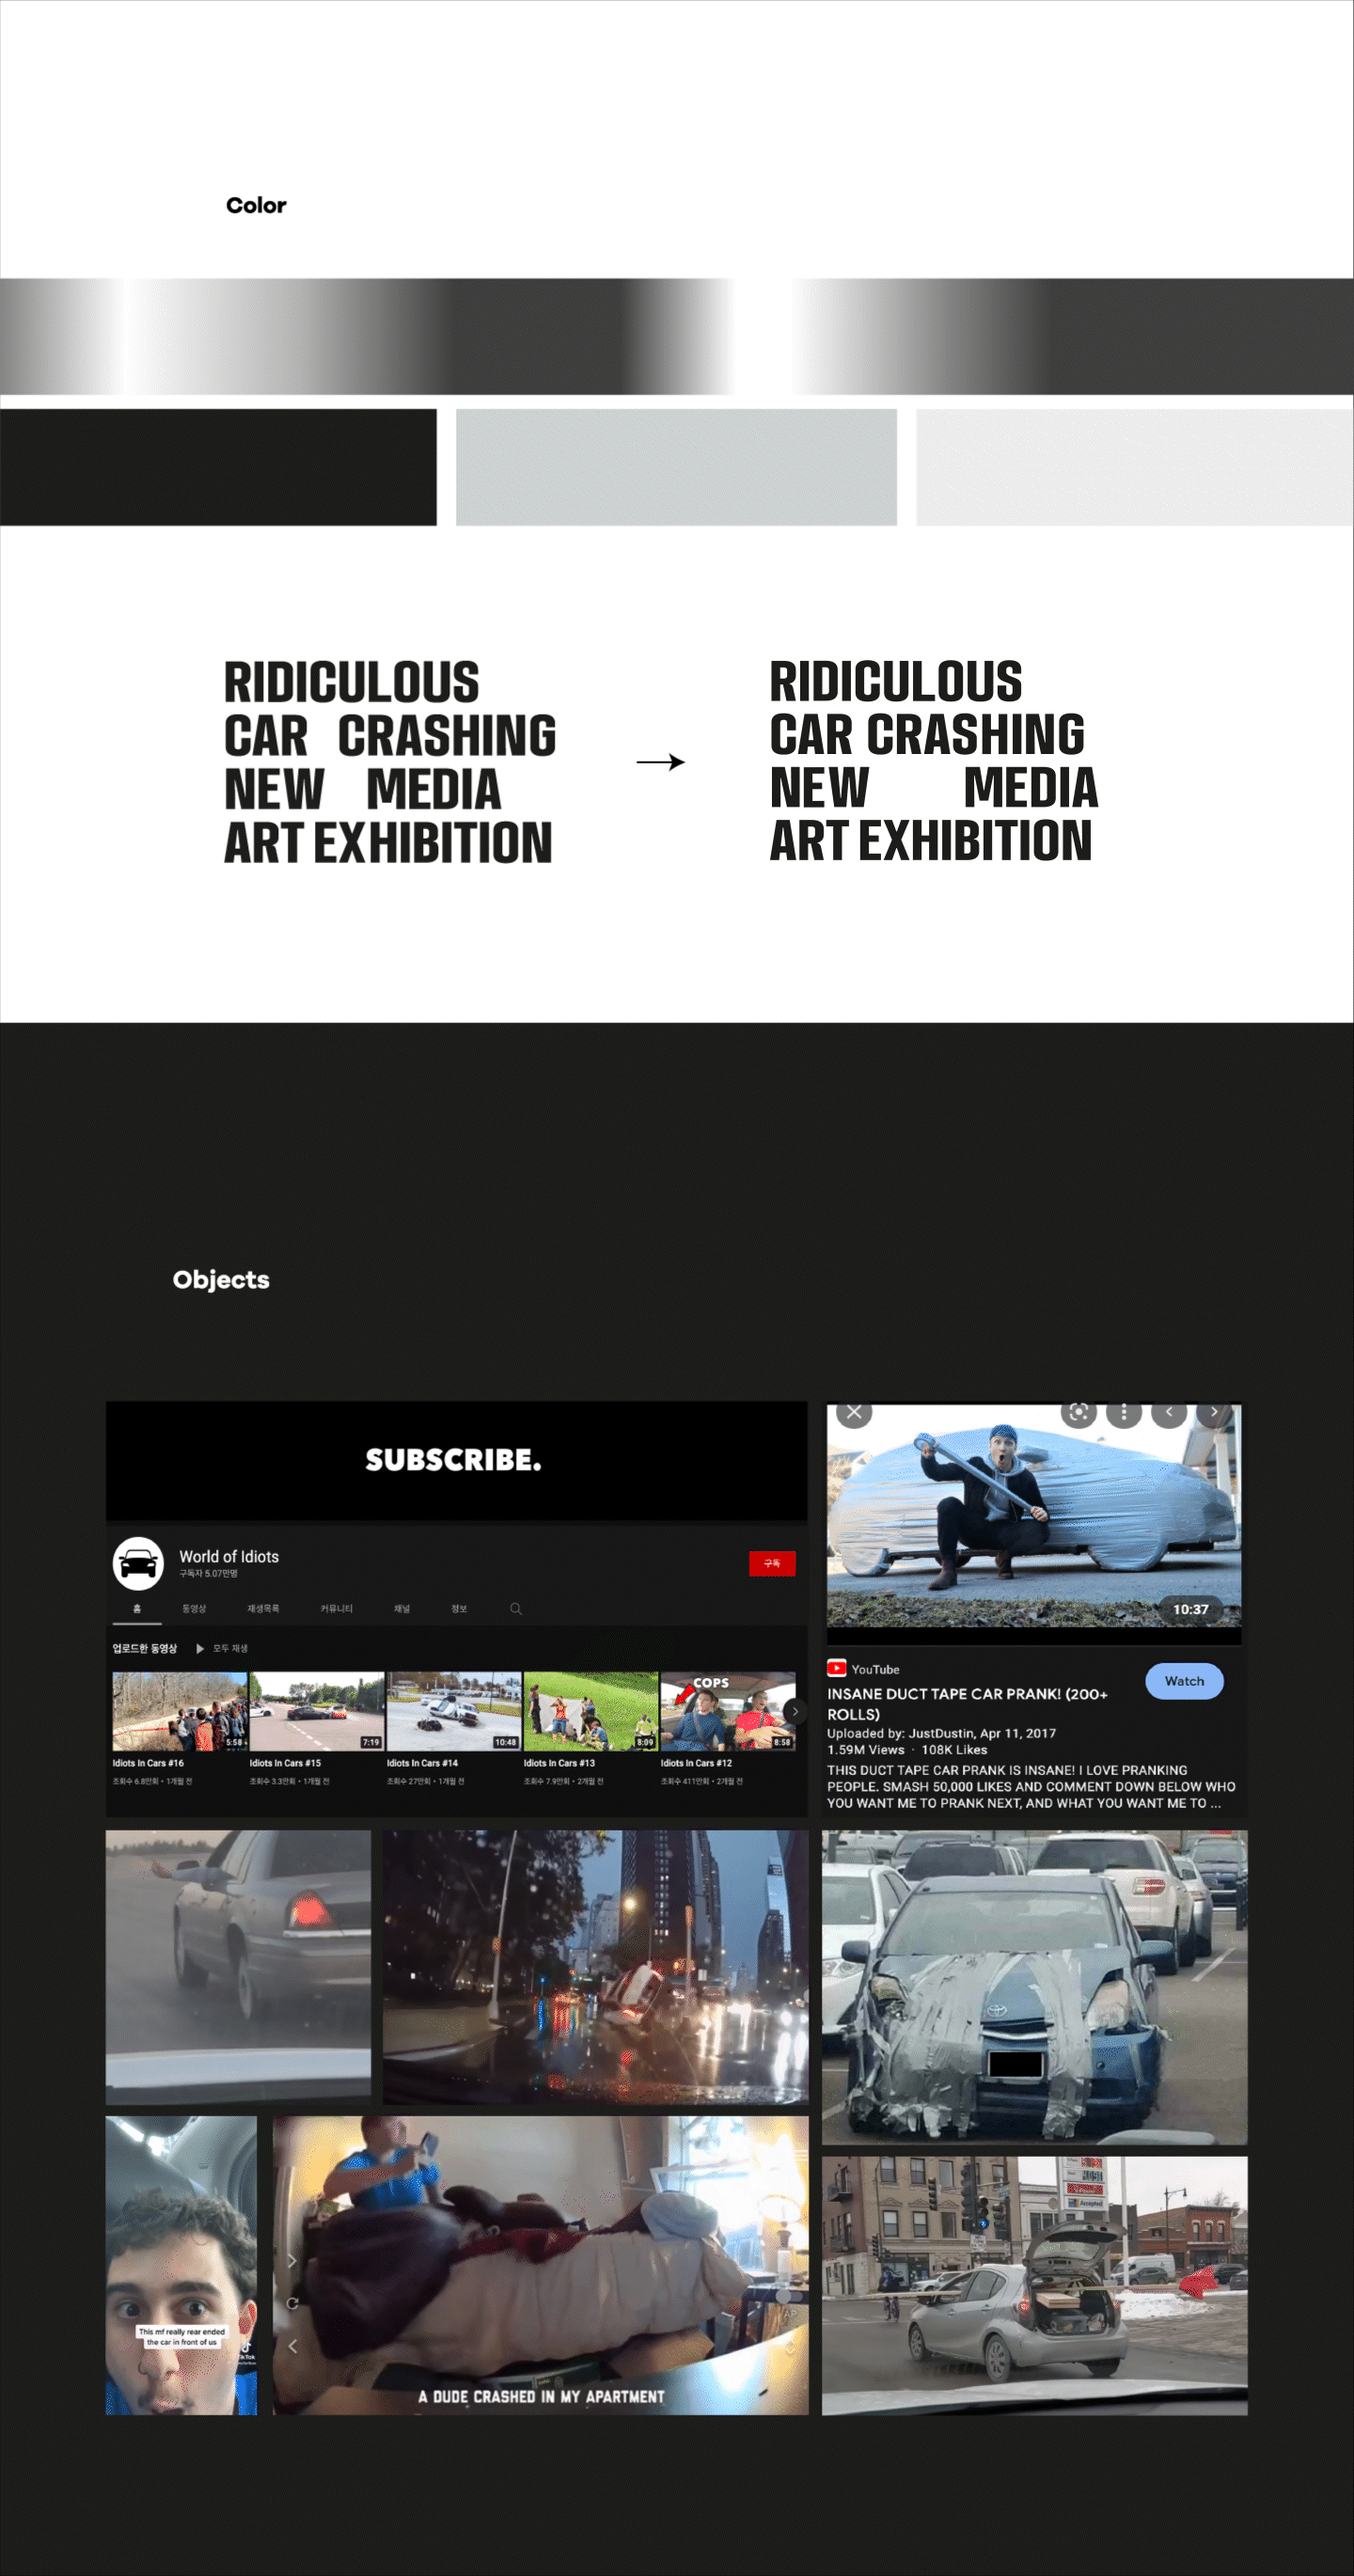 Color
RIDICULOUS
CAR CRASHING
NEW MEDIA
ART EXHIBITION
RIDICULOUS
CAR CRASHING
NEW MEDIA
ART EXHIBITION
Objects
SUBSCRIBE.
World of Idiots
구독자 5.07만명
구독
홈 동영상 재생목록 커뮤니티 채널 정보
업로드한 동영상 모두 재생
COPS
5:58 7:19 10:48 8:09 8:58
Idiots In Cars #16 Idiots In Cars #15 Idiots In Cars #14 Idiots In Cars #13 Idiots In Cars #12
조회수 6.8만회 • 1개월 전 조회수 3.3만회 • 1개월 전 조회수 27만회 • 1개월 전 조회수 7.9만회 • 2개월 전 조회수 411만회 • 2개월 전
10:37
YouTube
Watch
INSANE DUCT TAPE CAR PRANK! (200+
ROLLS)
Uploaded by: JustDustin, Apr 11, 2017
1.59M Views · 108K Likes
THIS DUCT TAPE CAR PRANK IS INSANE! I LOVE PRANKING
PEOPLE. SMASH 50,000 LIKES AND COMMENT DOWN BELOW WHO
YOU WANT ME TO PRANK NEXT, AND WHAT YOU WANT ME TO ...
This mf really rear ended
the car in front of us
A DUDE CRASHED IN MY APARTMENT
Accepted